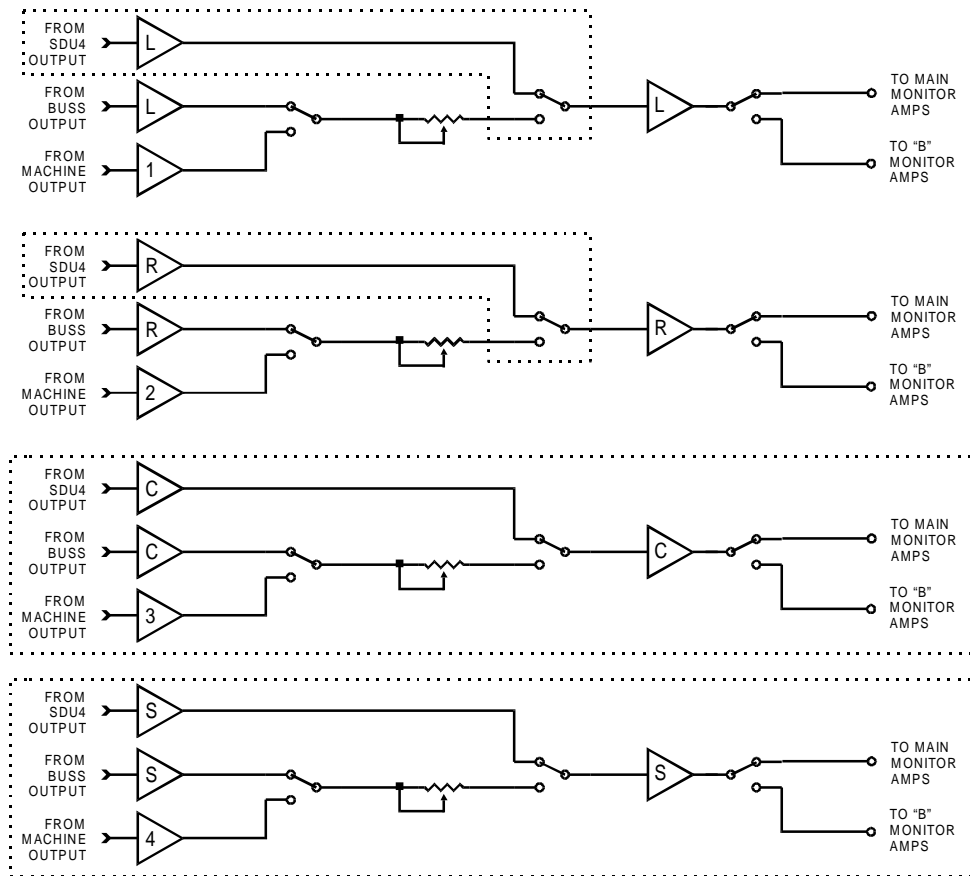 FROM
SDU4
OUTPUT
L
FROM
BUSS
OUTPUT
L
FROM
MACHINE
OUTPUT
1
L
TO MAIN
MONITOR
AMPS
TO "B"
MONITOR
AMPS
FROM
SDU4
OUTPUT
R
FROM
BUSS
OUTPUT
R
FROM
MACHINE
OUTPUT
2
R
TO MAIN
MONITOR
AMPS
TO "B"
MONITOR
AMPS
FROM
SDU4
OUTPUT
C
FROM
BUSS
OUTPUT
C
FROM
MACHINE
OUTPUT
3
C
TO MAIN
MONITOR
AMPS
TO "B"
MONITOR
AMPS
FROM
SDU4
OUTPUT
S
FROM
BUSS
OUTPUT
S
FROM
MACHINE
OUTPUT
4
S
TO MAIN
MONITOR
AMPS
TO "B"
MONITOR
AMPS